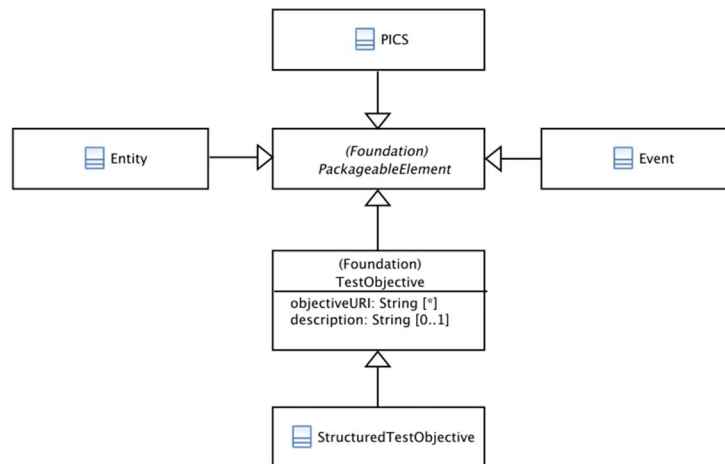 PICS
Entity
(Foundation)
PackageableElement
Event
(Foundation)
TestObjective
objectiveURI: String [*]
description: String [0..1]
StructuredTestObjective